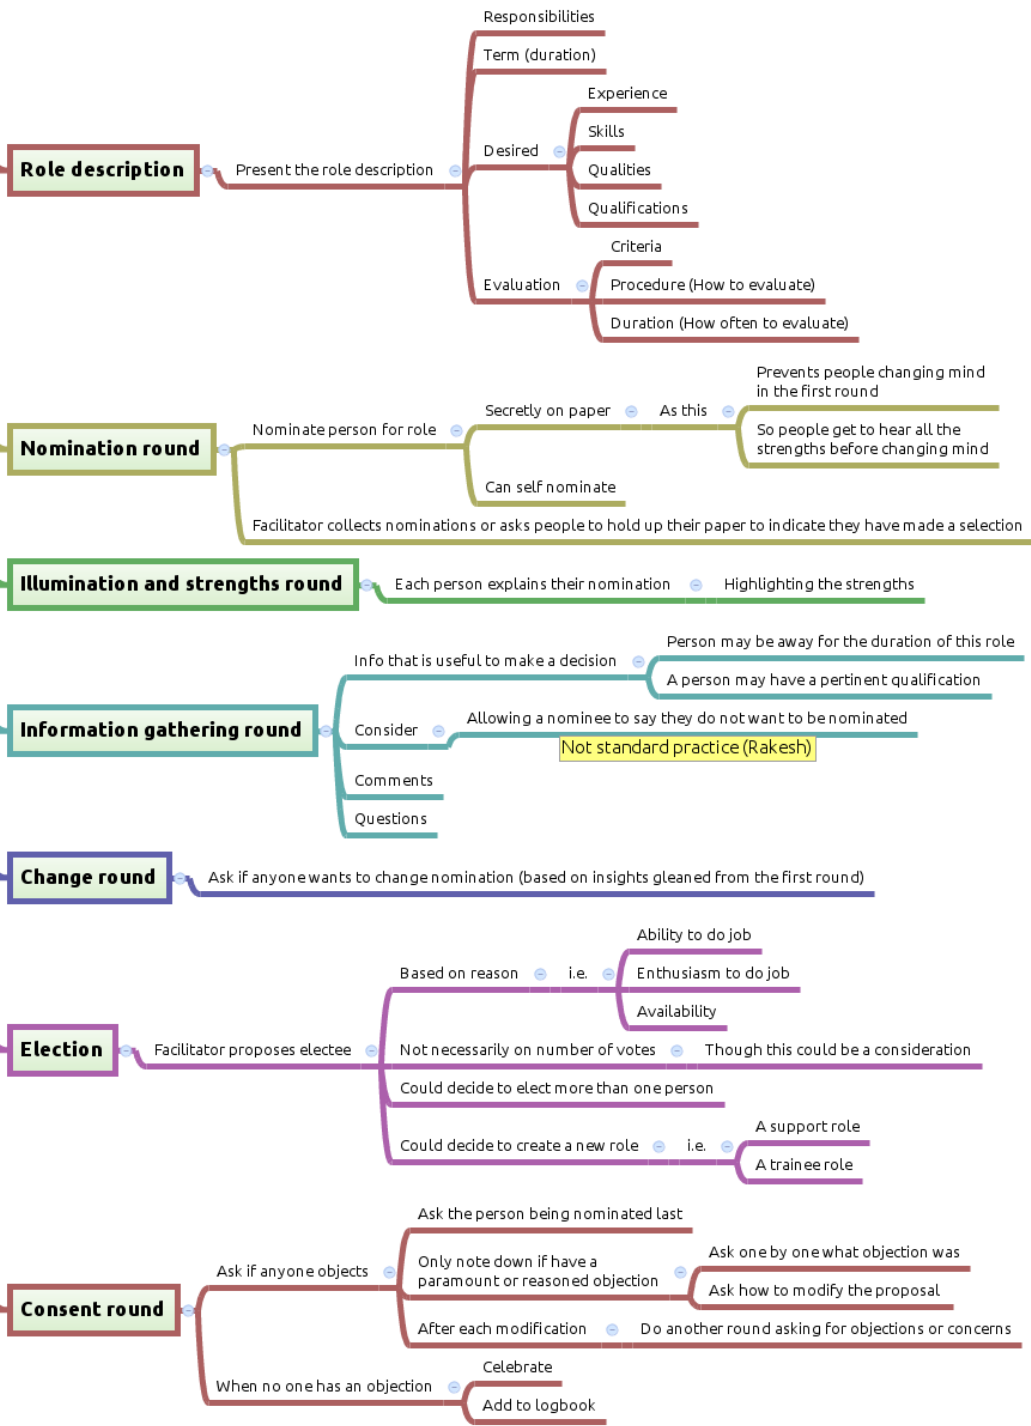 Role description
Present the role description
Responsibilities
Term (duration)
Desired
Experience
Skills
Qualities
Qualifications
Evaluation
Criteria
Procedure (How to evaluate)
Duration (How often to evaluate)
Nomination round
Nominate person for role
Secretly on paper
As this
Prevents people changing mind
in the first round
So people get to hear all the
strengths before changing mind
Can self nominate
Facilitator collects nominations or asks people to hold up their paper to indicate they have made a selection
Illumination and strengths round
Each person explains their nomination
Highlighting the strengths
Information gathering round
Info that is useful to make a decision
Person may be away for the duration of this role
A person may have a pertinent qualification
Consider
Allowing a nominee to say they do not want to be nominated
Not standard practice (Rakesh)
Comments
Questions
Change round
Ask if anyone wants to change nomination (based on insights gleaned from the first round)
Election
Facilitator proposes electee
Based on reason
i.e.
Ability to do job
Enthusiasm to do job
Availability
Not necessarily on number of votes
Though this could be a consideration
Could decide to elect more than one person
Could decide to create a new role
i.e.
A support role
A trainee role
Consent round
Ask if anyone objects
Ask the person being nominated last
Only note down if have a
paramount or reasoned objection
Ask one by one what objection was
Ask how to modify the proposal
After each modification
Do another round asking for objections or concerns
When no one has an objection
Celebrate
Add to logbook